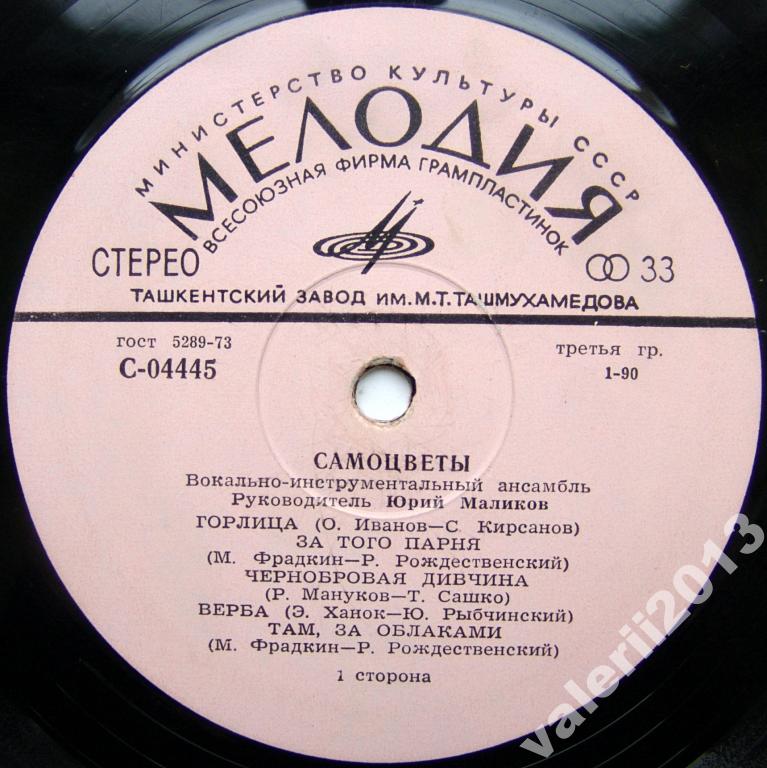 МИНИСТЕРСТВО КУЛЬТУРЫ СССР
МЕЛОДИЯ
ВСЕСОЮЗНАЯ ФИРМА ГРАМПЛАСТИНОК
СТЕРЕО
33
ТАШКЕНТСКИЙ ЗАВОД ИМ. М.Т. ТАШМУХАМЕДОВА
гост 5289-73
третья гр.
С-04445
1-90
САМОЦВЕТЫ
Вокально-инструментальный ансамбль
Руководитель Юрий Маликов
ГОРЛИЦА (О. Иванов—С. Кирсанов)
ЗА ТОГО ПАРНЯ
(М. Фрадкин—Р. Рождественский)
ЧЕРНОБРОВАЯ ДИВЧИНА
(Р. Мануков—Т. Сашко)
ВЕРБА (Э. Ханок—Ю. Рыбчинский)
ТАМ, ЗА ОБЛАКАМИ
(М. Фрадкин—Р. Рождественский)
1 сторона
valerii2013